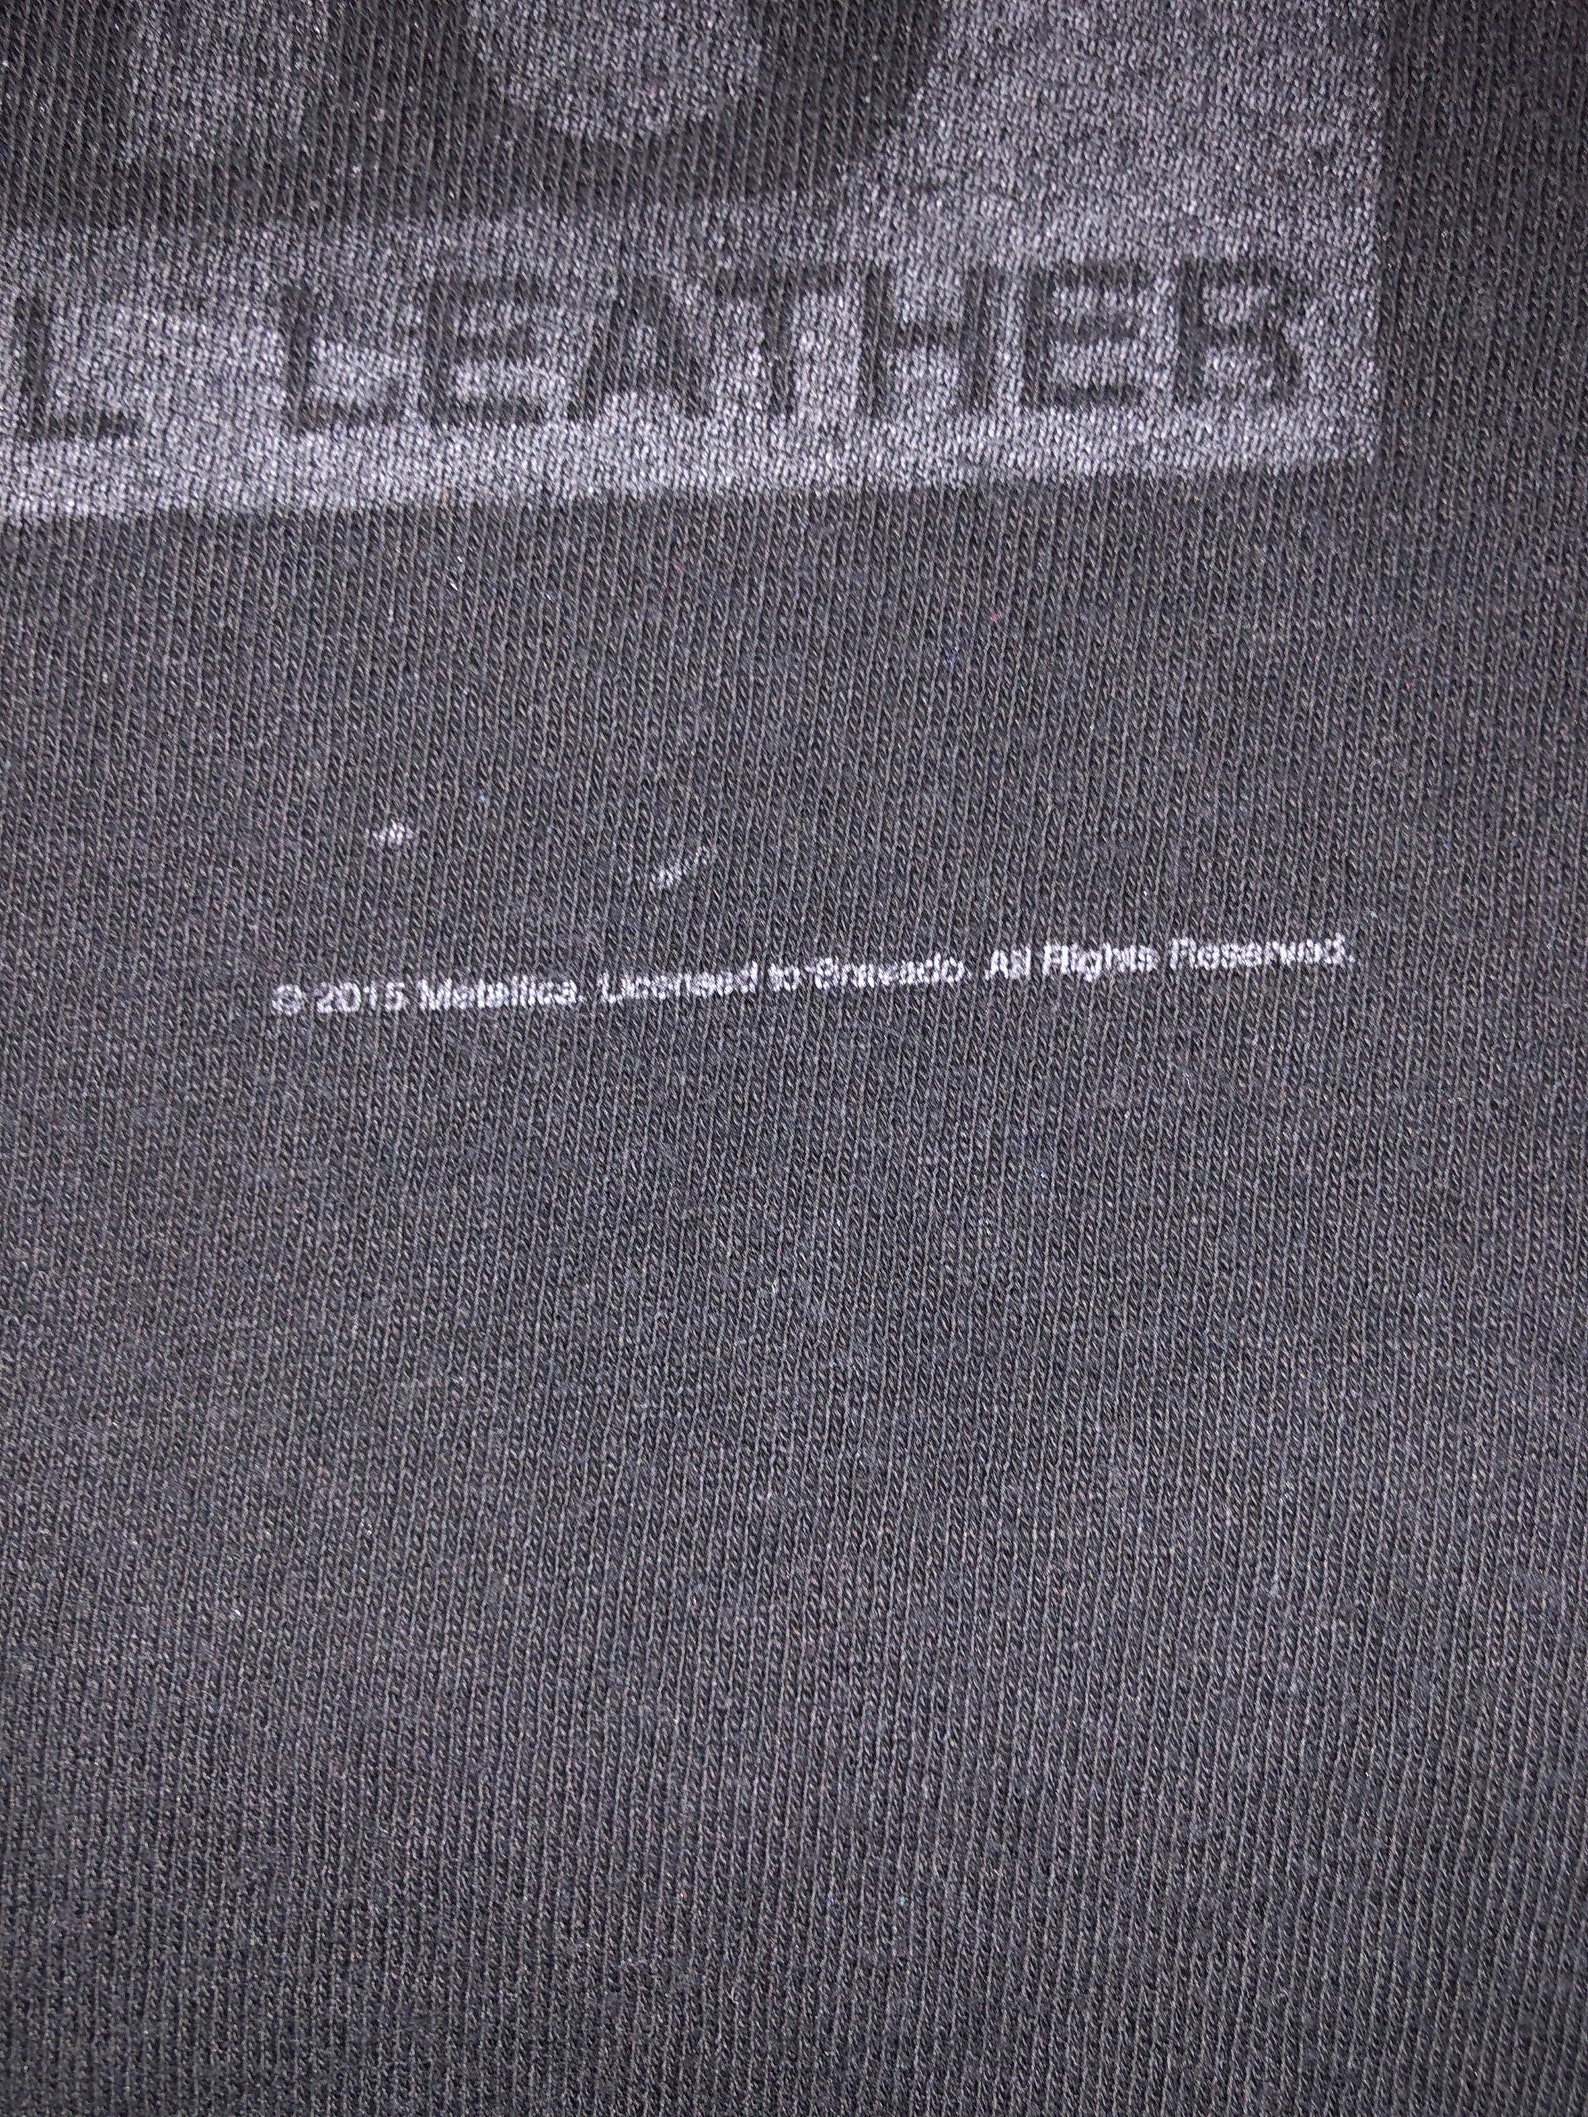 L LEATHER
© 2015 Metallica. Licensed to Bravado. All Rights Reserved.